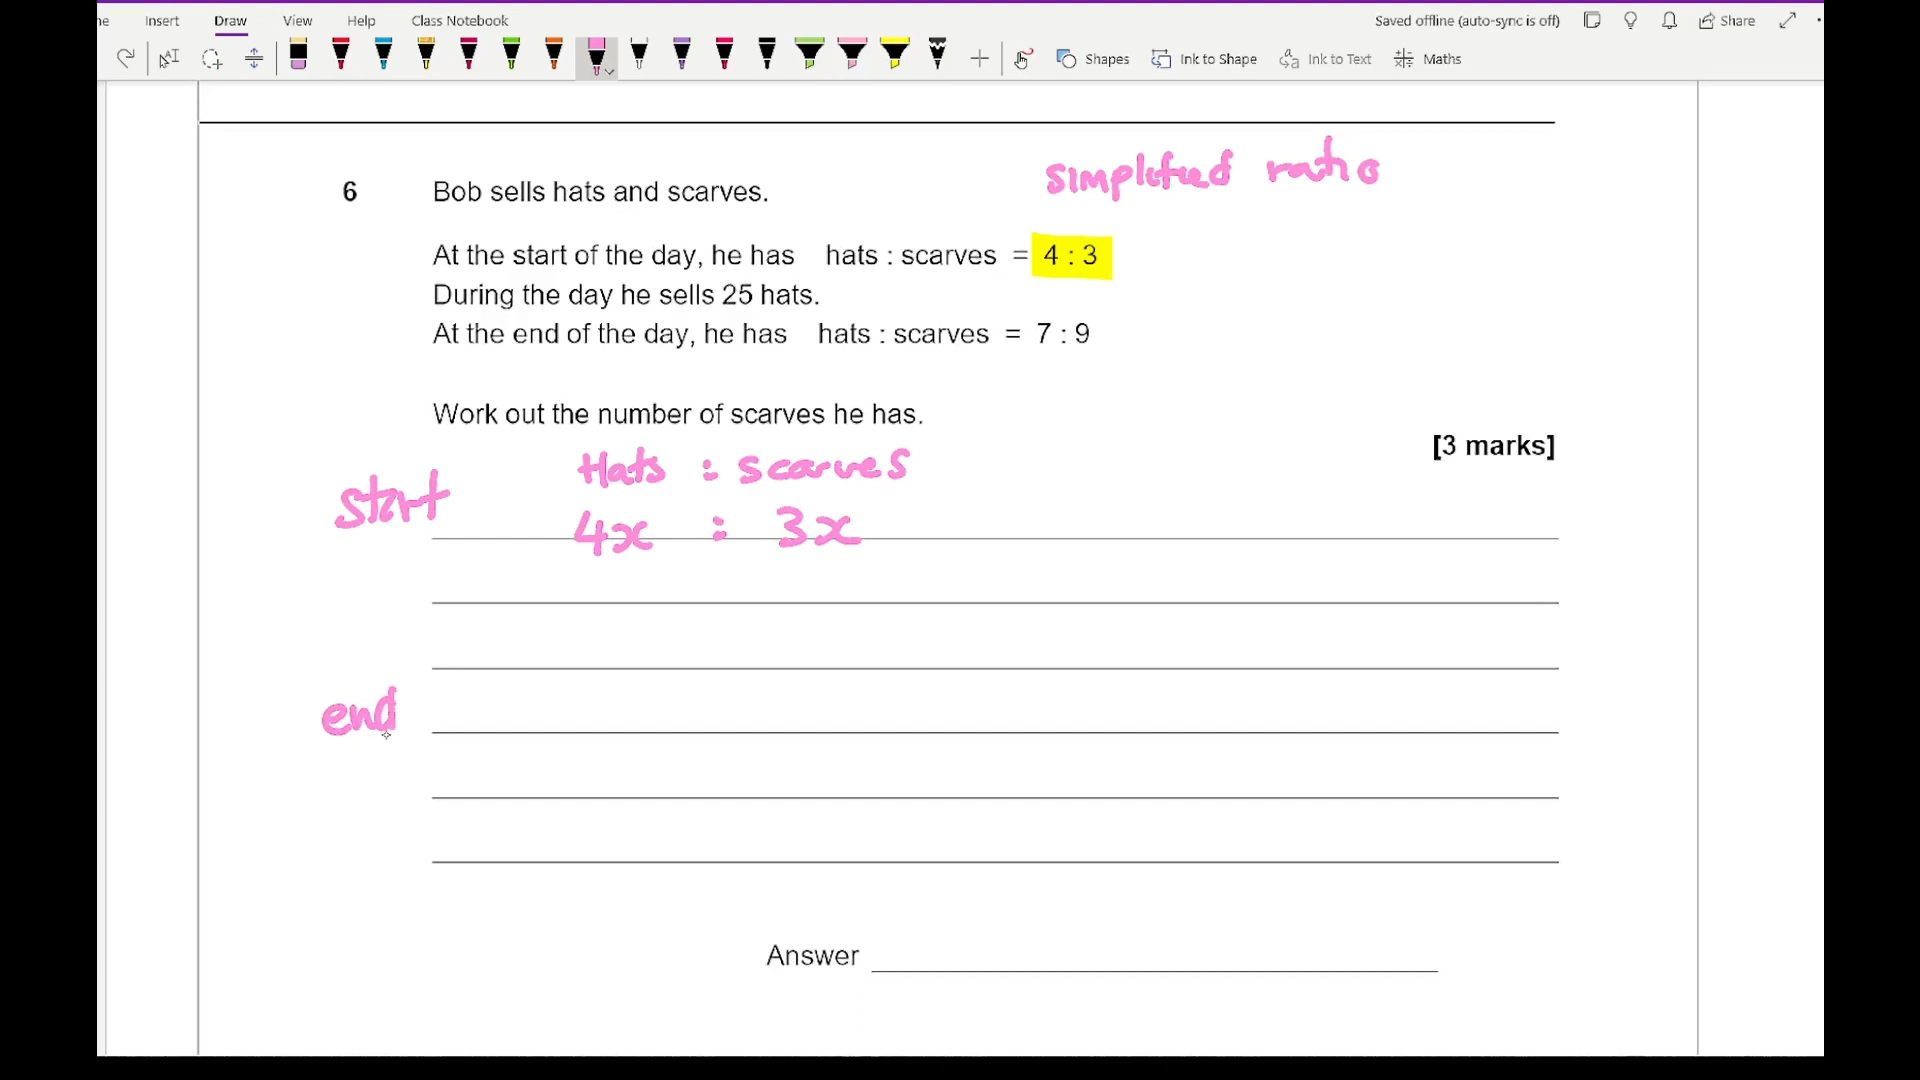 ne Insert Draw View Help Class Notebook Saved offline (auto-sync is off) Share
Shapes Ink to Shape Ink to Text Maths
simplified ratio
6 Bob sells hats and scarves.
At the start of the day, he has hats : scarves = 4 : 3
During the day he sells 25 hats.
At the end of the day, he has hats : scarves = 7 : 9
Work out the number of scarves he has.
[3 marks]
Hats : scarves
start
4x : 3x
end
Answer